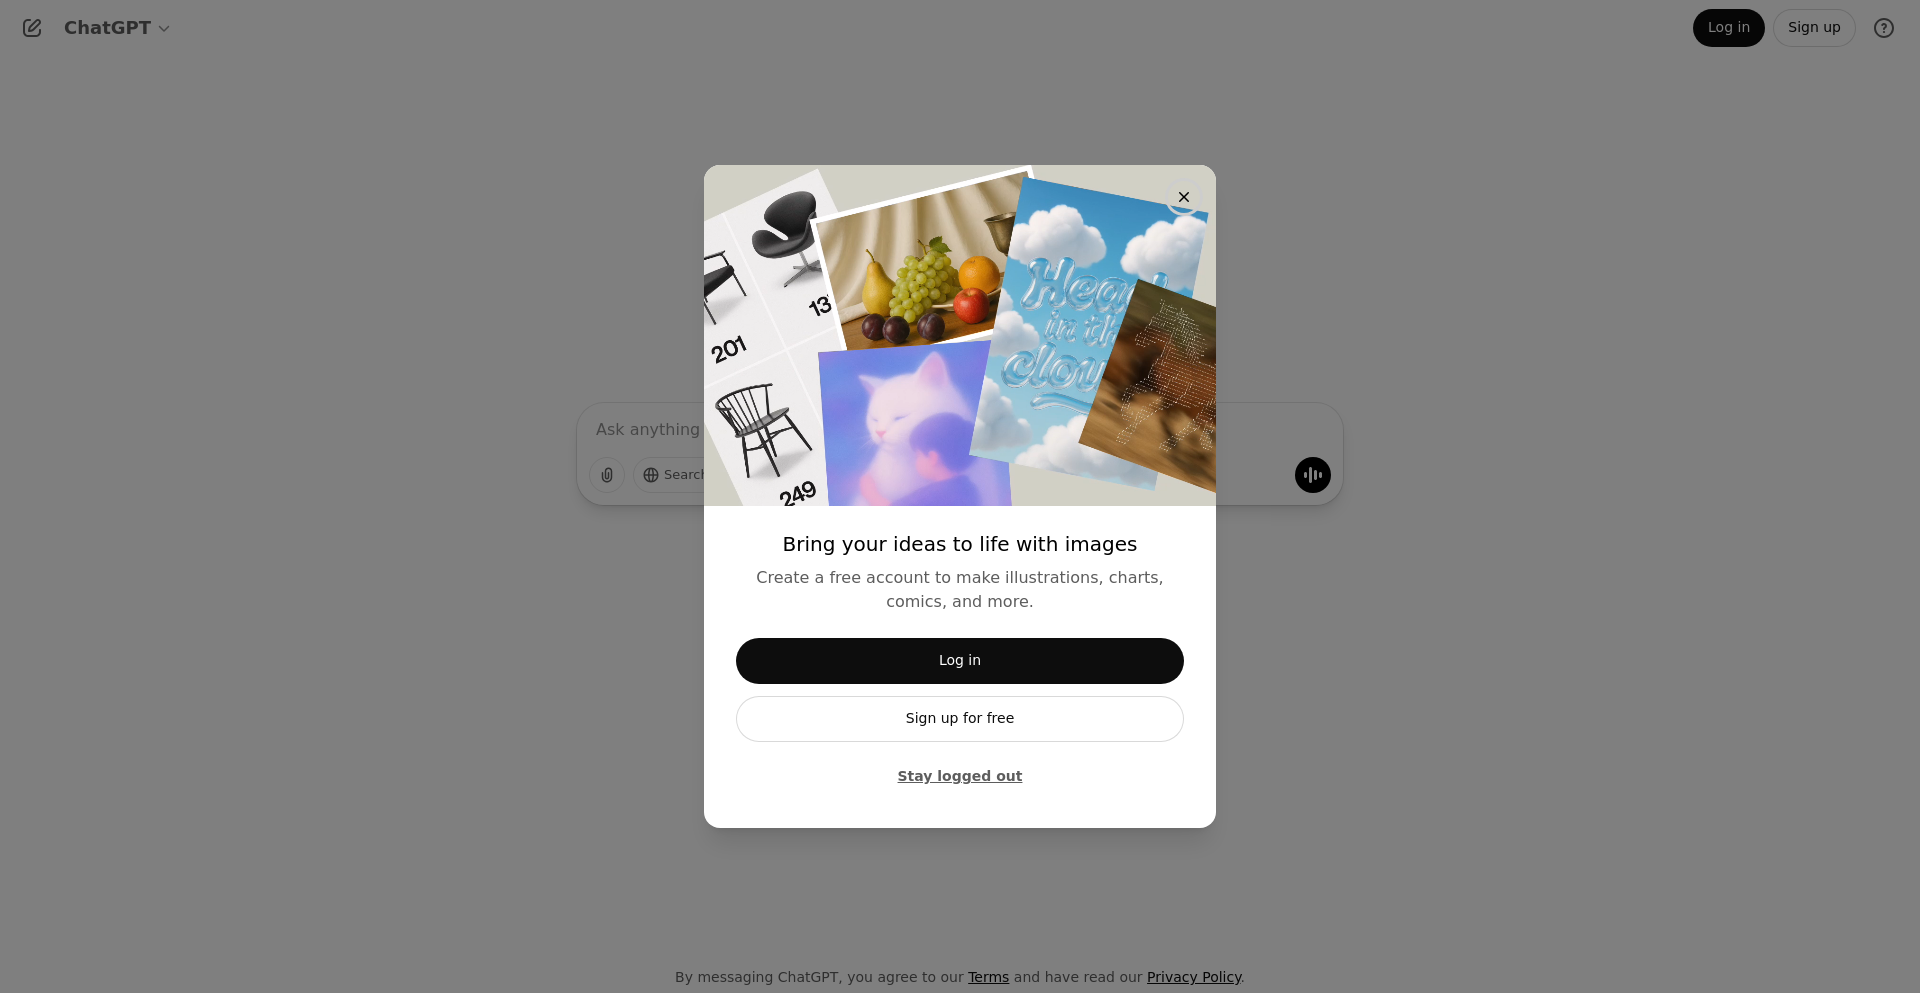 ChatGPT
Log in
Sign up
13
201
249
Head
in the
clou
Ask anything
Search
Bring your ideas to life with images
Create a free account to make illustrations, charts,
comics, and more.
Log in
Sign up for free
Stay logged out
By messaging ChatGPT, you agree to our Terms and have read our Privacy Policy.